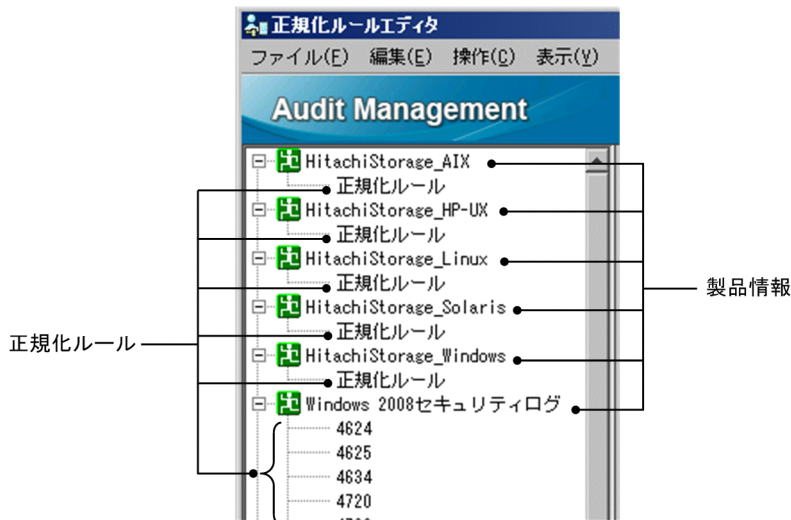 正規化ルールエディタ
ファイル(F) 編集(E) 操作(C) 表示(V)
Audit Management
HitachiStorage_AIX
正規化ルール
HitachiStorage_HP-UX
正規化ルール
HitachiStorage_Linux
正規化ルール
HitachiStorage_Solaris
正規化ルール
HitachiStorage_Windows
正規化ルール
Windows 2008セキュリティログ
4624
4625
4634
4720
正規化ルール
製品情報